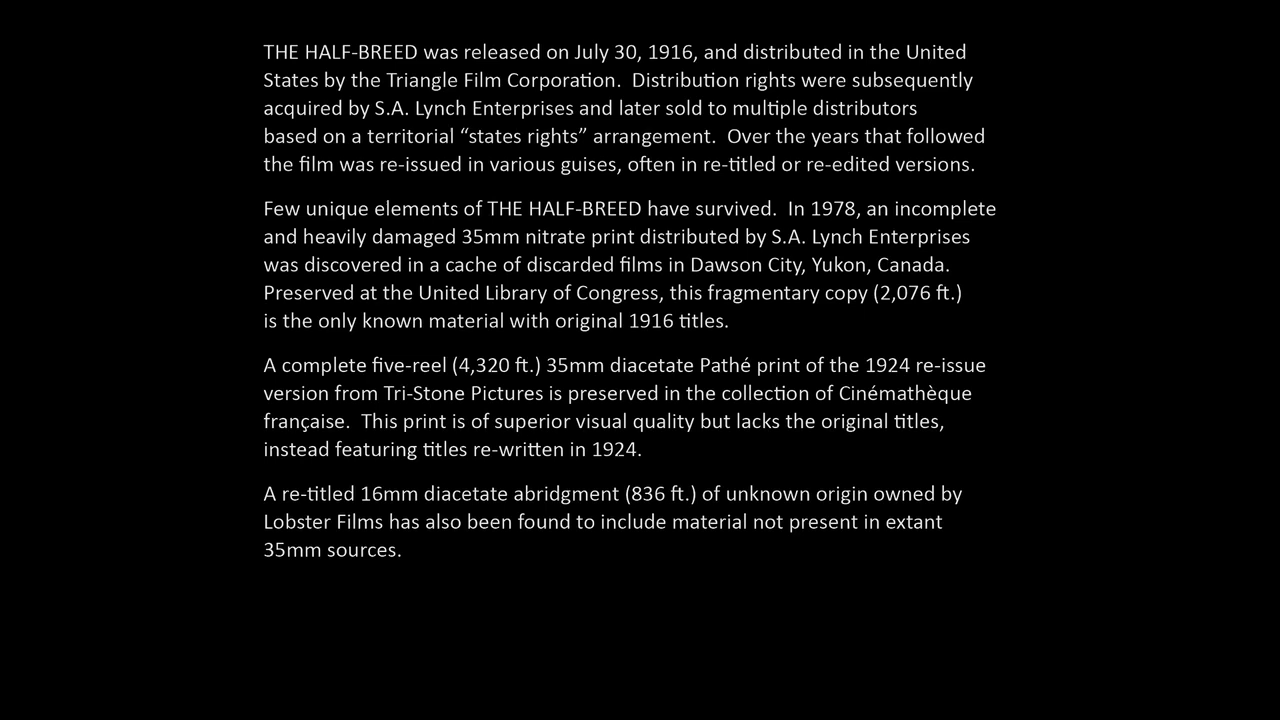 THE HALF-BREED was released on July 30, 1916, and distributed in the United
States by the Triangle Film Corporation.  Distribution rights were subsequently
acquired by S.A. Lynch Enterprises and later sold to multiple distributors
based on a territorial “states rights” arrangement.  Over the years that followed
the film was re-issued in various guises, often in re-titled or re-edited versions.
Few unique elements of THE HALF-BREED have survived.  In 1978, an incomplete
and heavily damaged 35mm nitrate print distributed by S.A. Lynch Enterprises
was discovered in a cache of discarded films in Dawson City, Yukon, Canada.
Preserved at the United Library of Congress, this fragmentary copy (2,076 ft.)
is the only known material with original 1916 titles.
A complete five-reel (4,320 ft.) 35mm diacetate Pathé print of the 1924 re-issue
version from Tri-Stone Pictures is preserved in the collection of Cinémathèque
française.  This print is of superior visual quality but lacks the original titles,
instead featuring titles re-written in 1924.
A re-titled 16mm diacetate abridgment (836 ft.) of unknown origin owned by
Lobster Films has also been found to include material not present in extant
35mm sources.